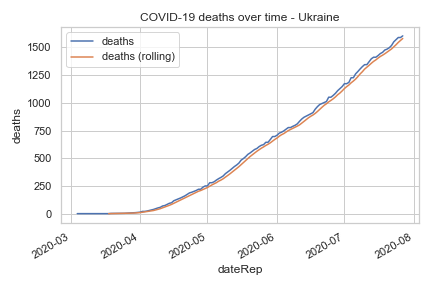 COVID-19 deaths over time - Ukraine
deaths
deaths (rolling)
1500
1250
1000
750
500
250
0
deaths
2020-03
2020-04
2020-05
2020-06
2020-07
2020-08
dateRep